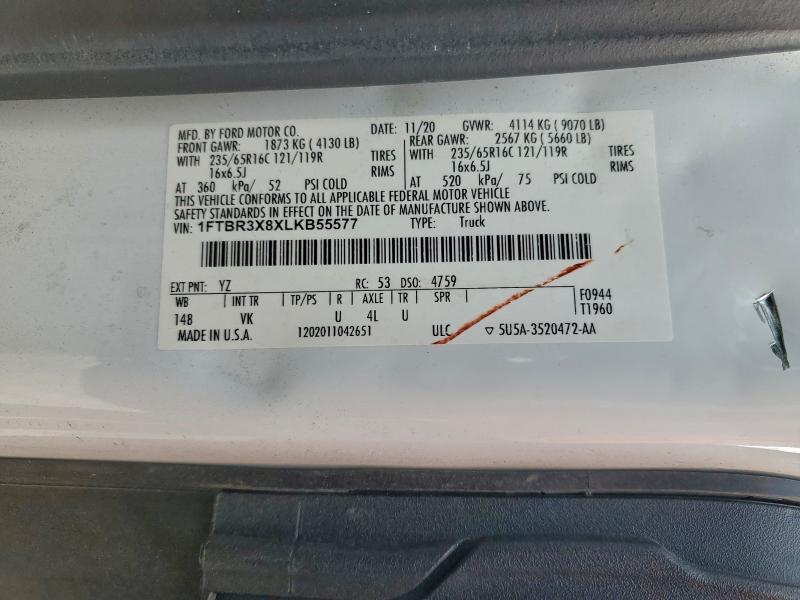 MFD. BY FORD MOTOR CO. DATE: 11/20 GVWR: 4114 KG ( 9070 LB)
FRONT GAWR: 1873 KG ( 4130 LB) REAR GAWR: 2567 KG ( 5660 LB)
WITH 235/65R16C 121/119R TIRES WITH 235/65R16C 121/119R TIRES
16x6.5J RIMS 16x6.5J RIMS
AT 360 kPa/ 52 PSI COLD AT 520 kPa/ 75 PSI COLD
THIS VEHICLE CONFORMS TO ALL APPLICABLE FEDERAL MOTOR VEHICLE
SAFETY STANDARDS IN EFFECT ON THE DATE OF MANUFACTURE SHOWN ABOVE.
VIN: 1FTBR3X8XLKB55577 TYPE: Truck
EXT PNT: YZ RC: 53 DSO: 4759
WB INT TR TP/PS R AXLE TR SPR F0944
148 VK U 4L U T1960
MADE IN U.S.A. 1202011042651 ULC ▽ 5U5A-3520472-AA